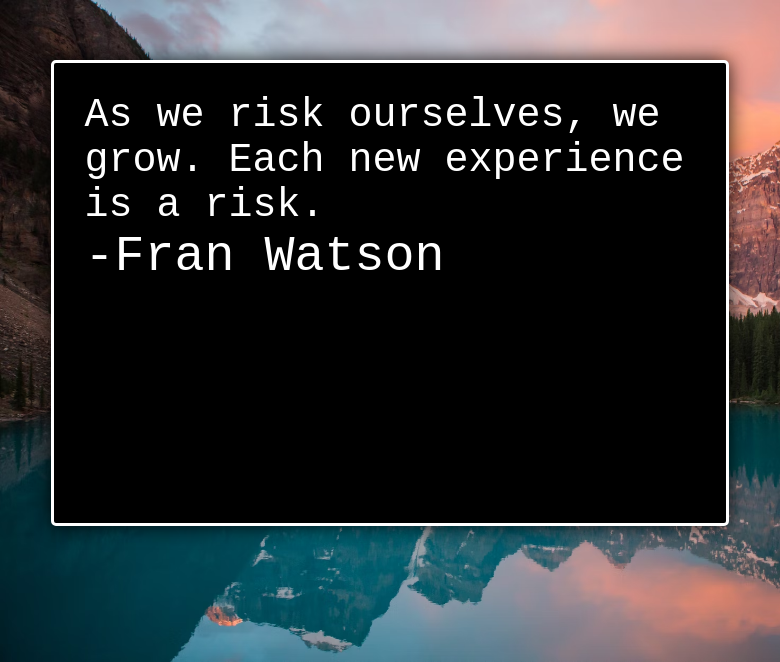 As we risk ourselves, we
grow. Each new experience
is a risk.
-Fran Watson